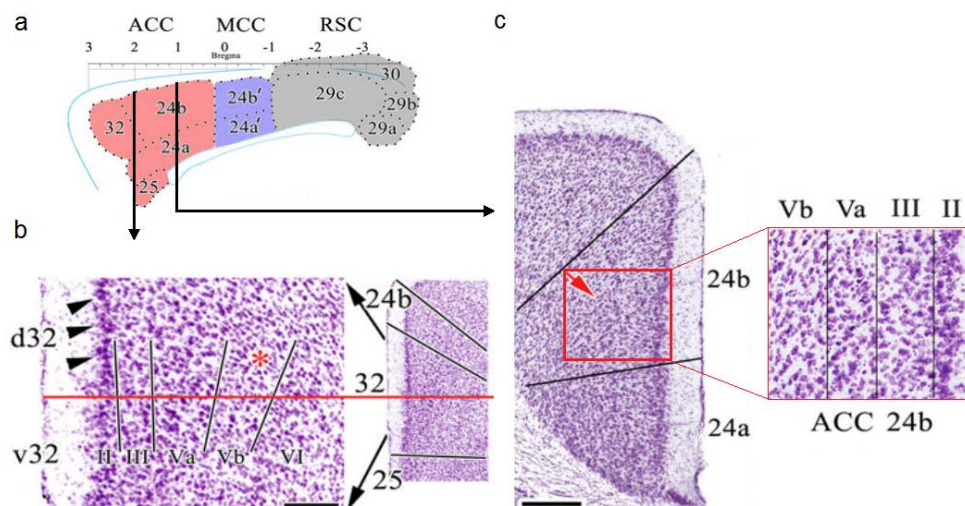 a
ACC MCC RSC
3 2 1 0 -1 -2 -3
Bregma
30
32 24b 24b′ 29c 29b
24a 24a′ 29a
25
b
d32
v32
II III Va Vb VI
*
24b
32
25
c
24b
24a
Vb Va III II
ACC 24b